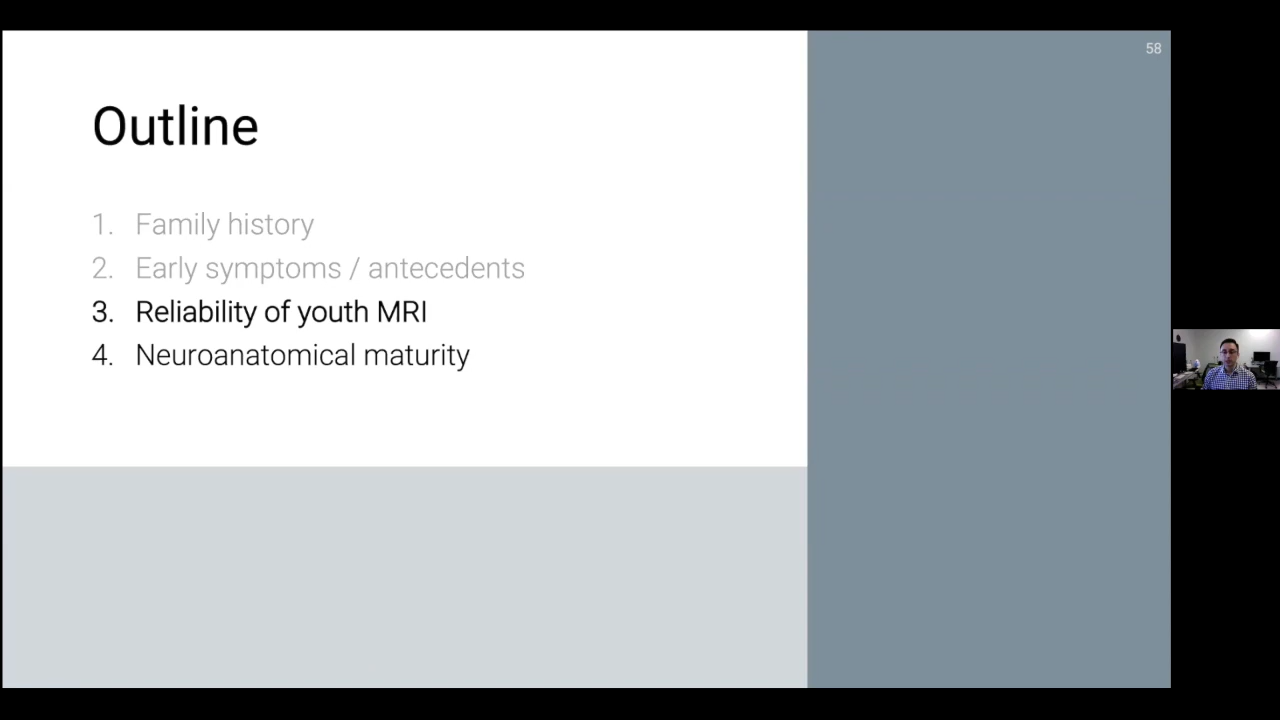 58
Outline
1. Family history
2. Early symptoms / antecedents
3. Reliability of youth MRI
4. Neuroanatomical maturity